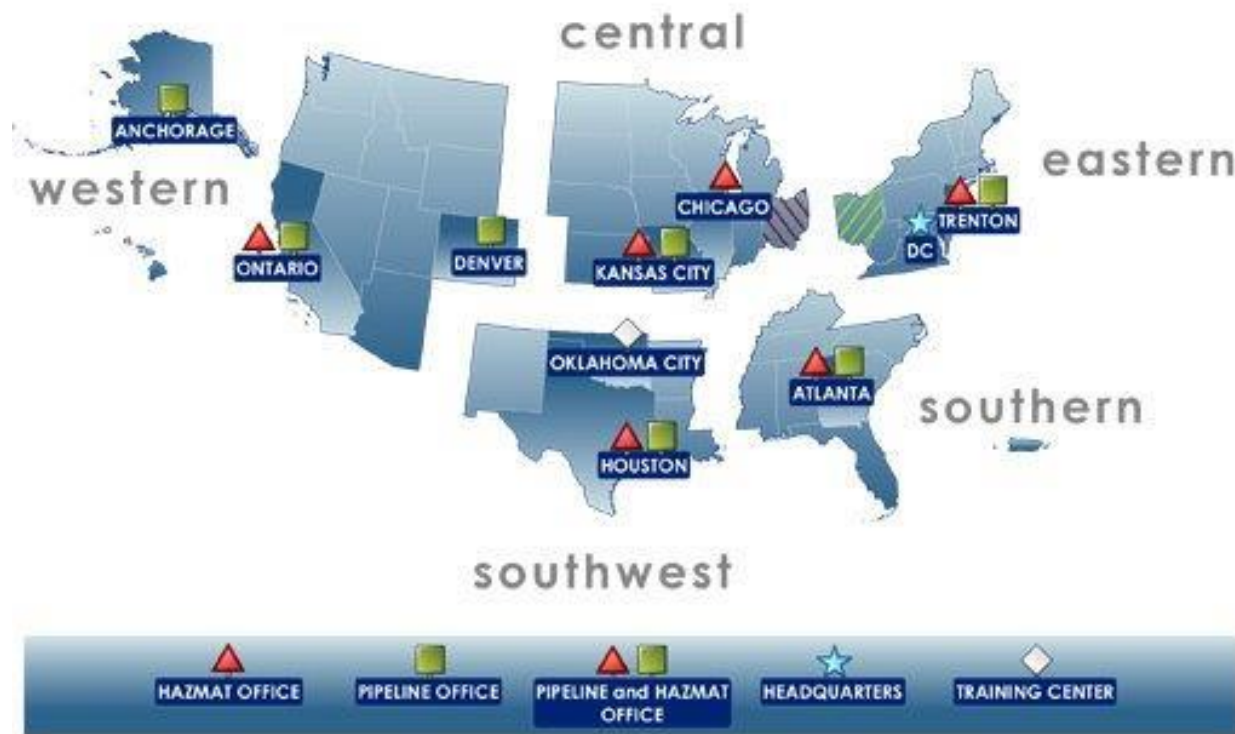 central
eastern
ANCHORAGE
western
CHICAGO
TRENTON
DC
ONTARIO
DENVER
KANSAS CITY
OKLAHOMA CITY
ATLANTA
southern
HOUSTON
southwest
HAZMAT OFFICE
PIPELINE OFFICE
PIPELINE and HAZMAT
OFFICE
HEADQUARTERS
TRAINING CENTER